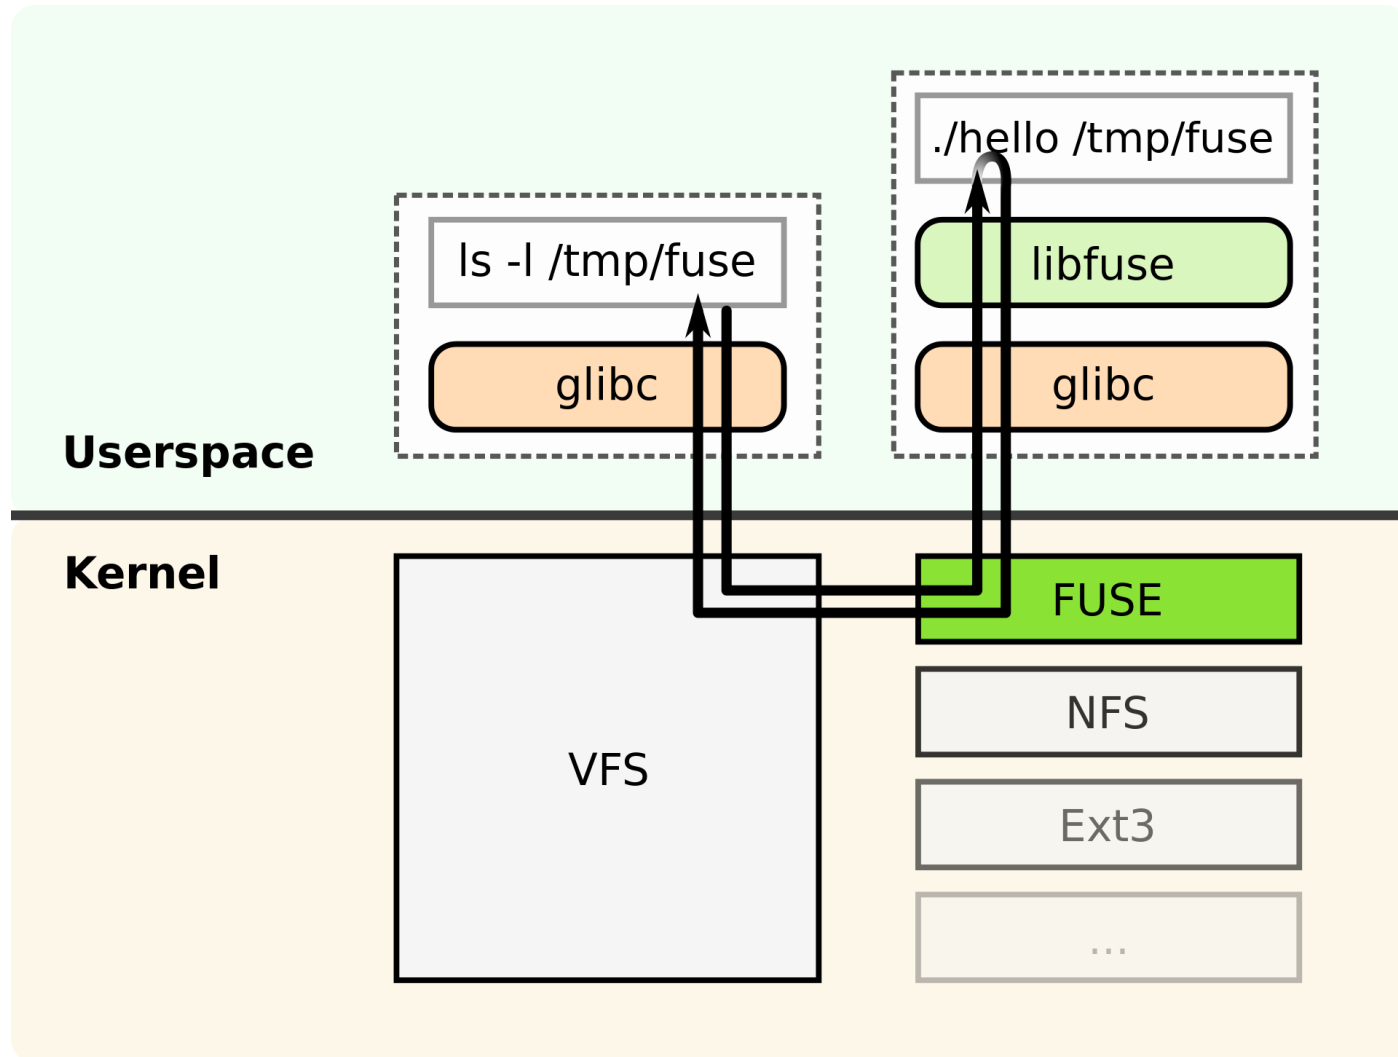 ./hello /tmp/fuse
ls -l /tmp/fuse
libfuse
glibc
glibc
Userspace
Kernel
FUSE
NFS
VFS
Ext3
...